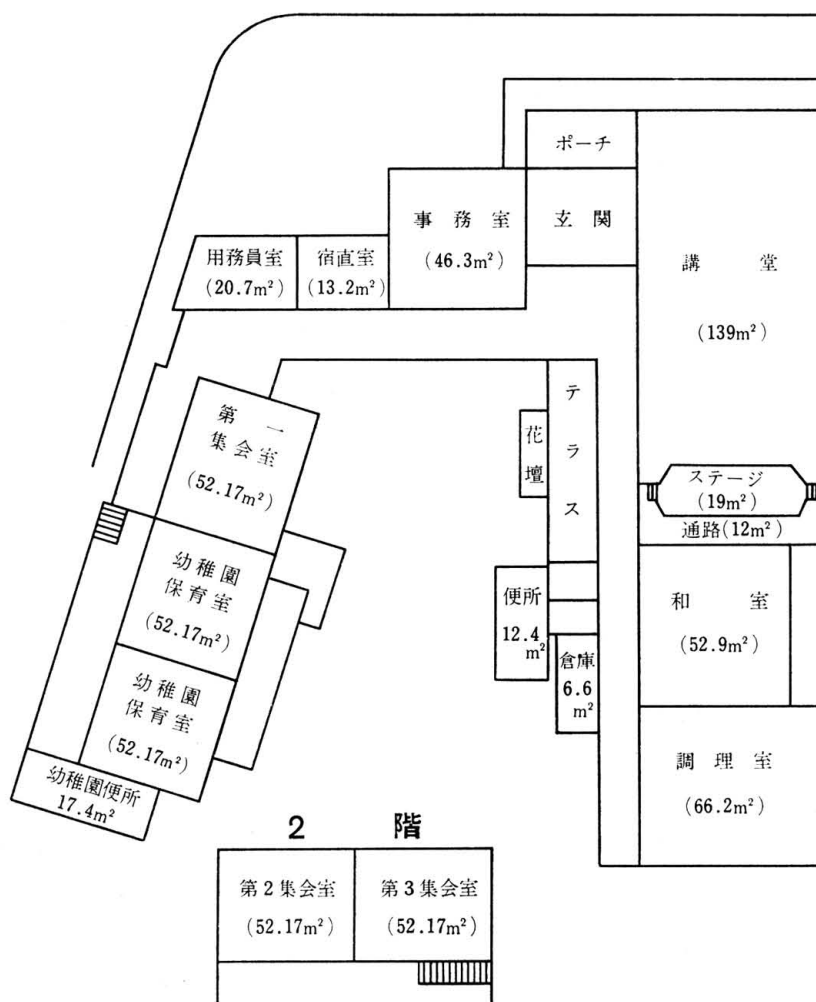 ポーチ
事務室
(46.3m²)
玄関
講堂
(139m²)
用務員室
(20.7m²)
宿直室
(13.2m²)
テラス
花壇
第一
集会室
(52.17m²)
ステージ
(19m²)
通路(12m²)
幼稚園
保育室
(52.17m²)
便所
12.4
m²
和室
(52.9m²)
倉庫
6.6
m²
幼稚園
保育室
(52.17m²)
調理室
(66.2m²)
幼稚園便所
17.4m²
2階
第2集会室
(52.17m²)
第3集会室
(52.17m²)